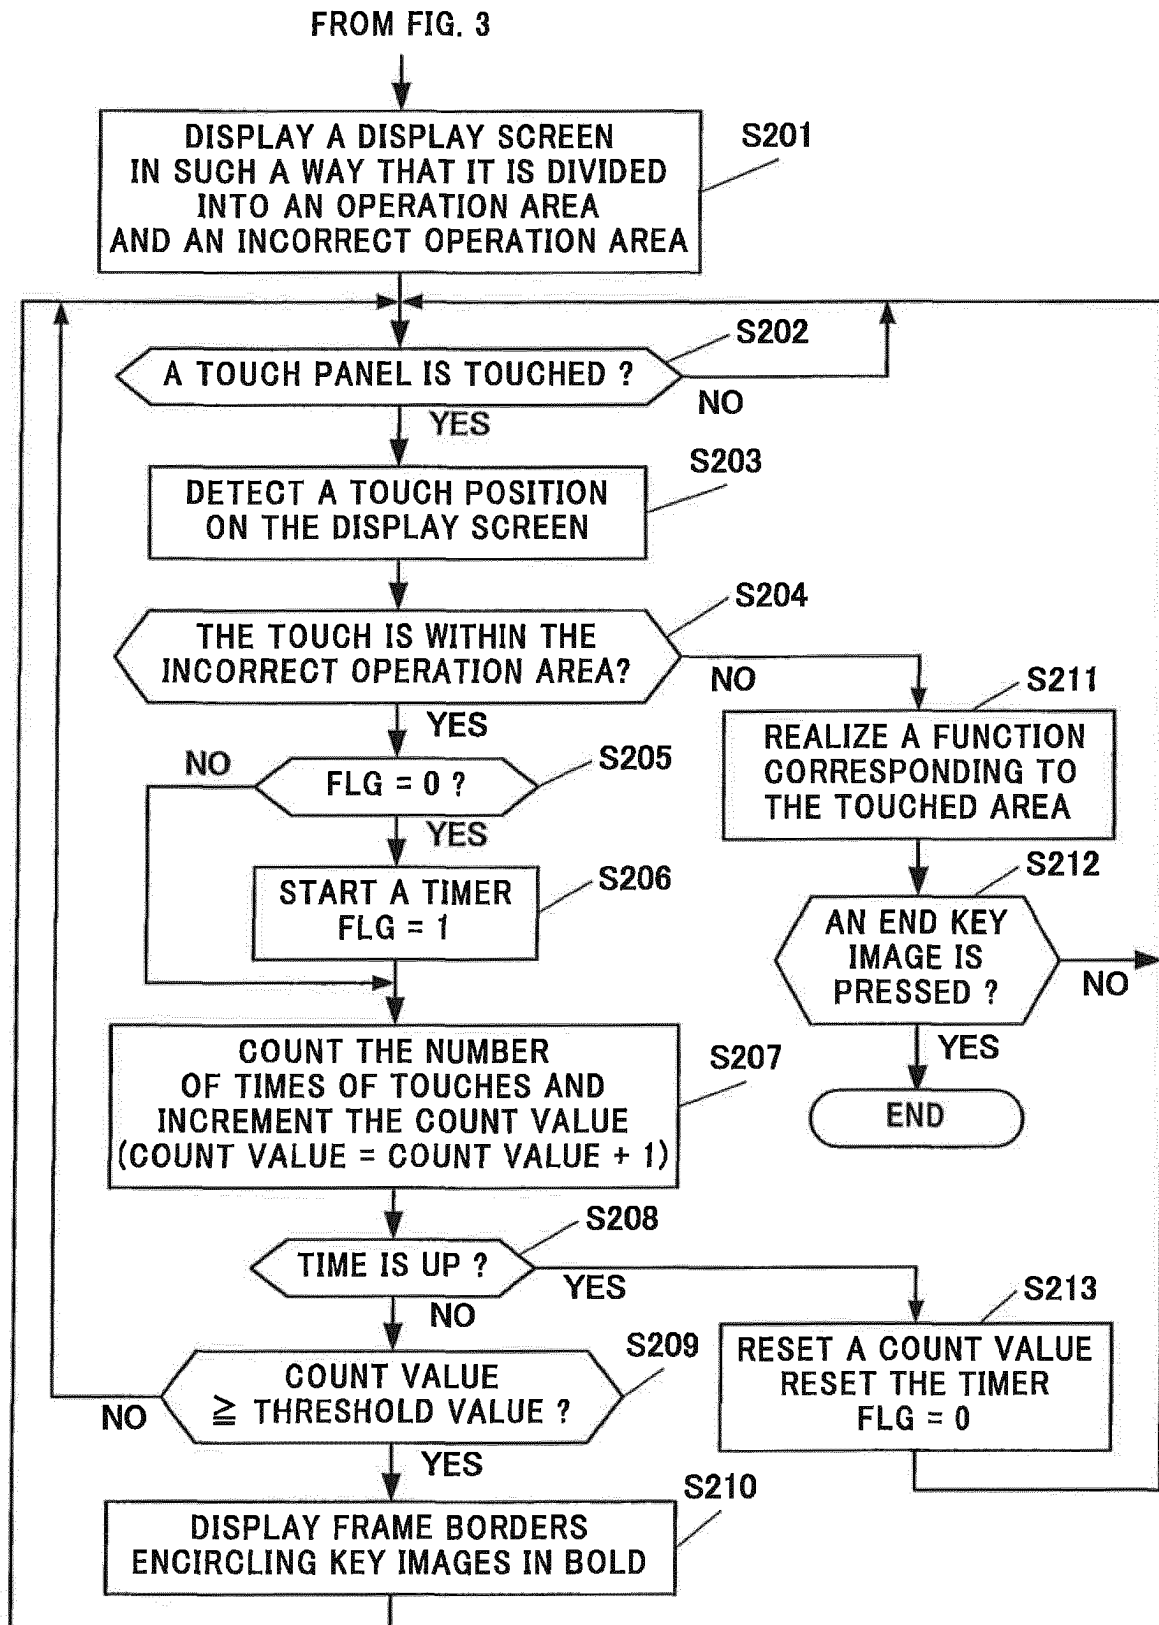 FROM FIG. 3
DISPLAY A DISPLAY SCREEN
IN SUCH A WAY THAT IT IS DIVIDED
INTO AN OPERATION AREA
AND AN INCORRECT OPERATION AREA
S201
A TOUCH PANEL IS TOUCHED ?
S202
NO
YES
DETECT A TOUCH POSITION
ON THE DISPLAY SCREEN
S203
THE TOUCH IS WITHIN THE
INCORRECT OPERATION AREA?
S204
NO
YES
FLG = 0 ?
S205
NO
YES
START A TIMER
FLG = 1
S206
REALIZE A FUNCTION
CORRESPONDING TO
THE TOUCHED AREA
S211
AN END KEY
IMAGE IS
PRESSED ?
S212
NO
YES
END
COUNT THE NUMBER
OF TIMES OF TOUCHES AND
INCREMENT THE COUNT VALUE
(COUNT VALUE = COUNT VALUE + 1)
S207
TIME IS UP ?
S208
YES
NO
COUNT VALUE
≧ THRESHOLD VALUE ?
S209
NO
YES
RESET A COUNT VALUE
RESET THE TIMER
FLG = 0
S213
DISPLAY FRAME BORDERS
ENCIRCLING KEY IMAGES IN BOLD
S210